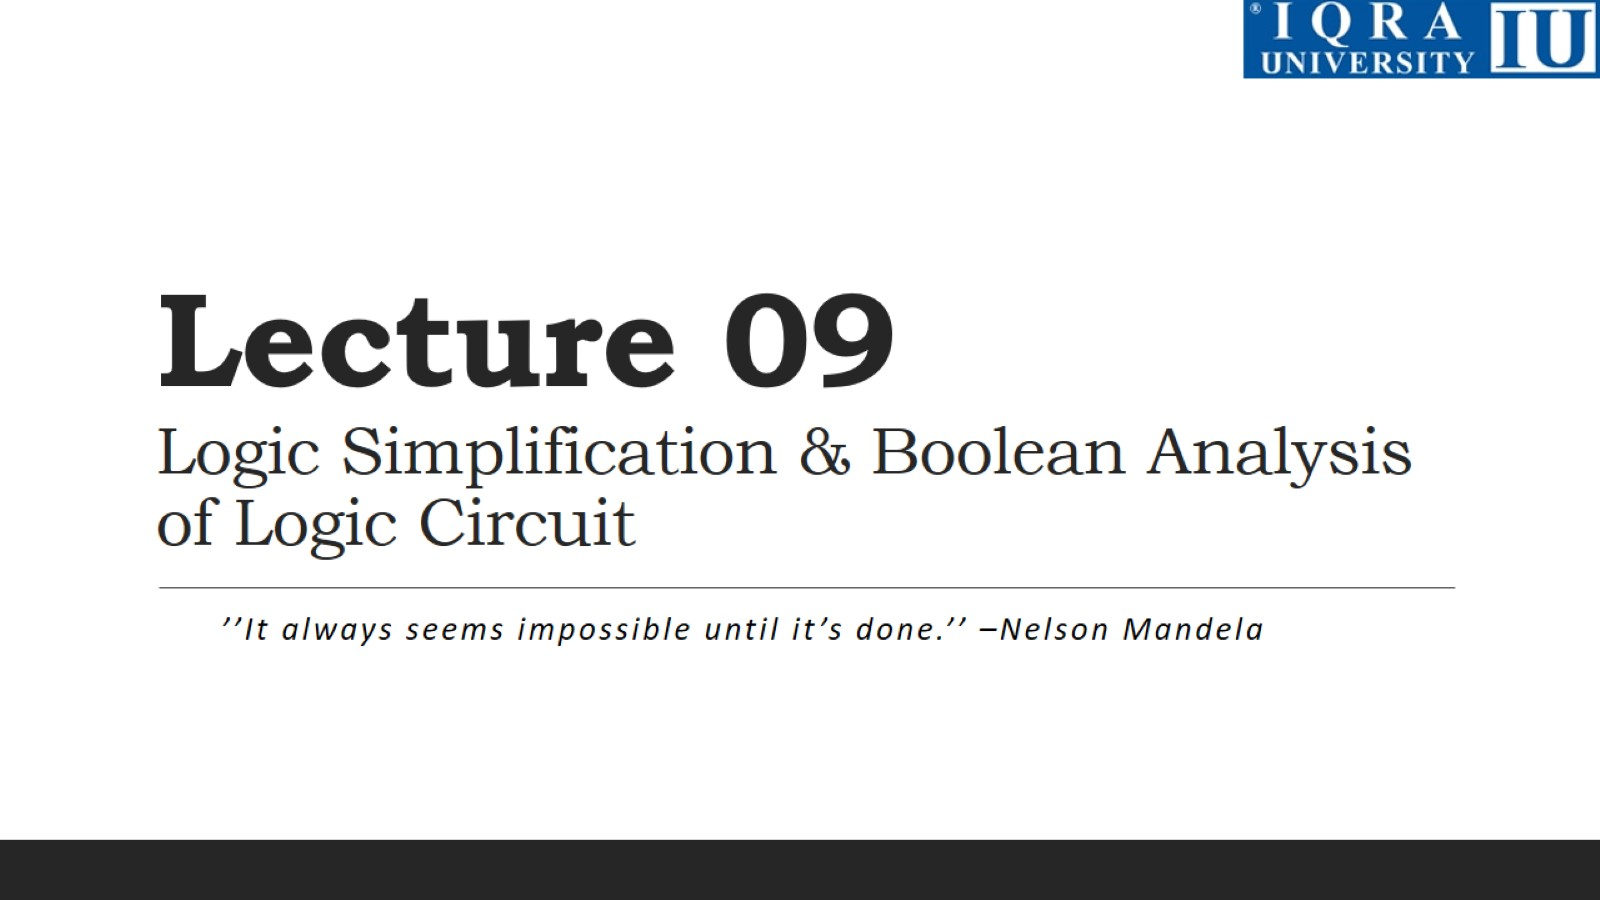 ® IQRA
UNIVERSITY IU
Lecture 09
Logic Simplification & Boolean Analysis
of Logic Circuit
’’It always seems impossible until it’s done.’’ –Nelson Mandela